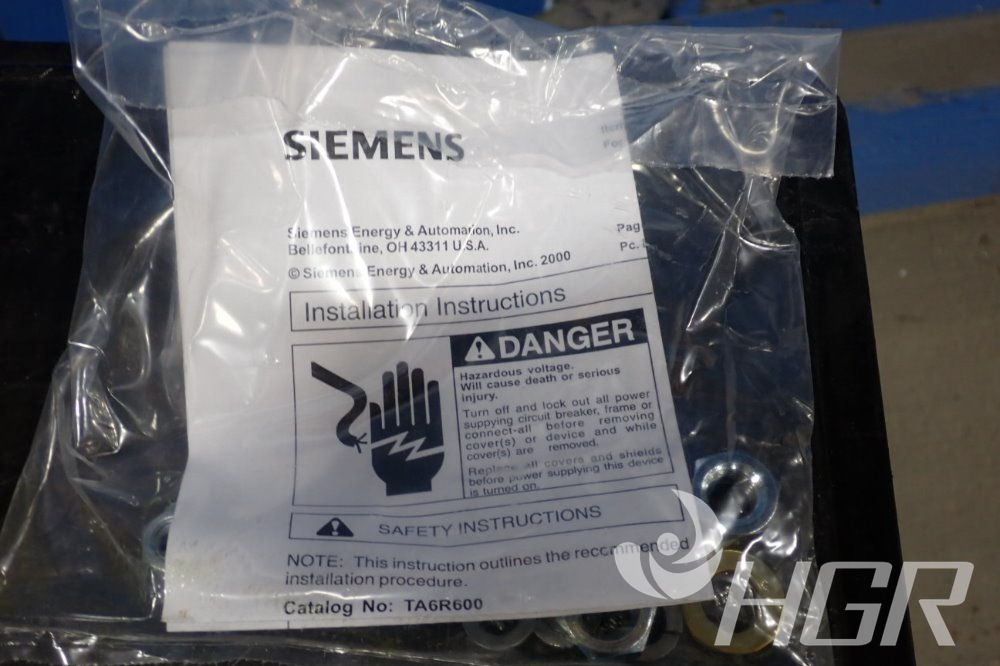 SIEMENS
For
Siemens Energy & Automation, Inc.
Bellefontaine, OH 43311 U.S.A.
© Siemens Energy & Automation, Inc. 2000
Pag
Pc.
Installation Instructions
DANGER
Hazardous voltage.
Will cause death or serious
injury.
Turn off and lock out all power
supplying circuit breaker, frame or
connect-all before removing
cover(s) or device and while
cover(s) are removed.
Replace all covers and shields
before power supplying this device
is turned on.
SAFETY INSTRUCTIONS
NOTE: This instruction outlines the recommended
installation procedure.
Catalog No: TA6R600
HGR